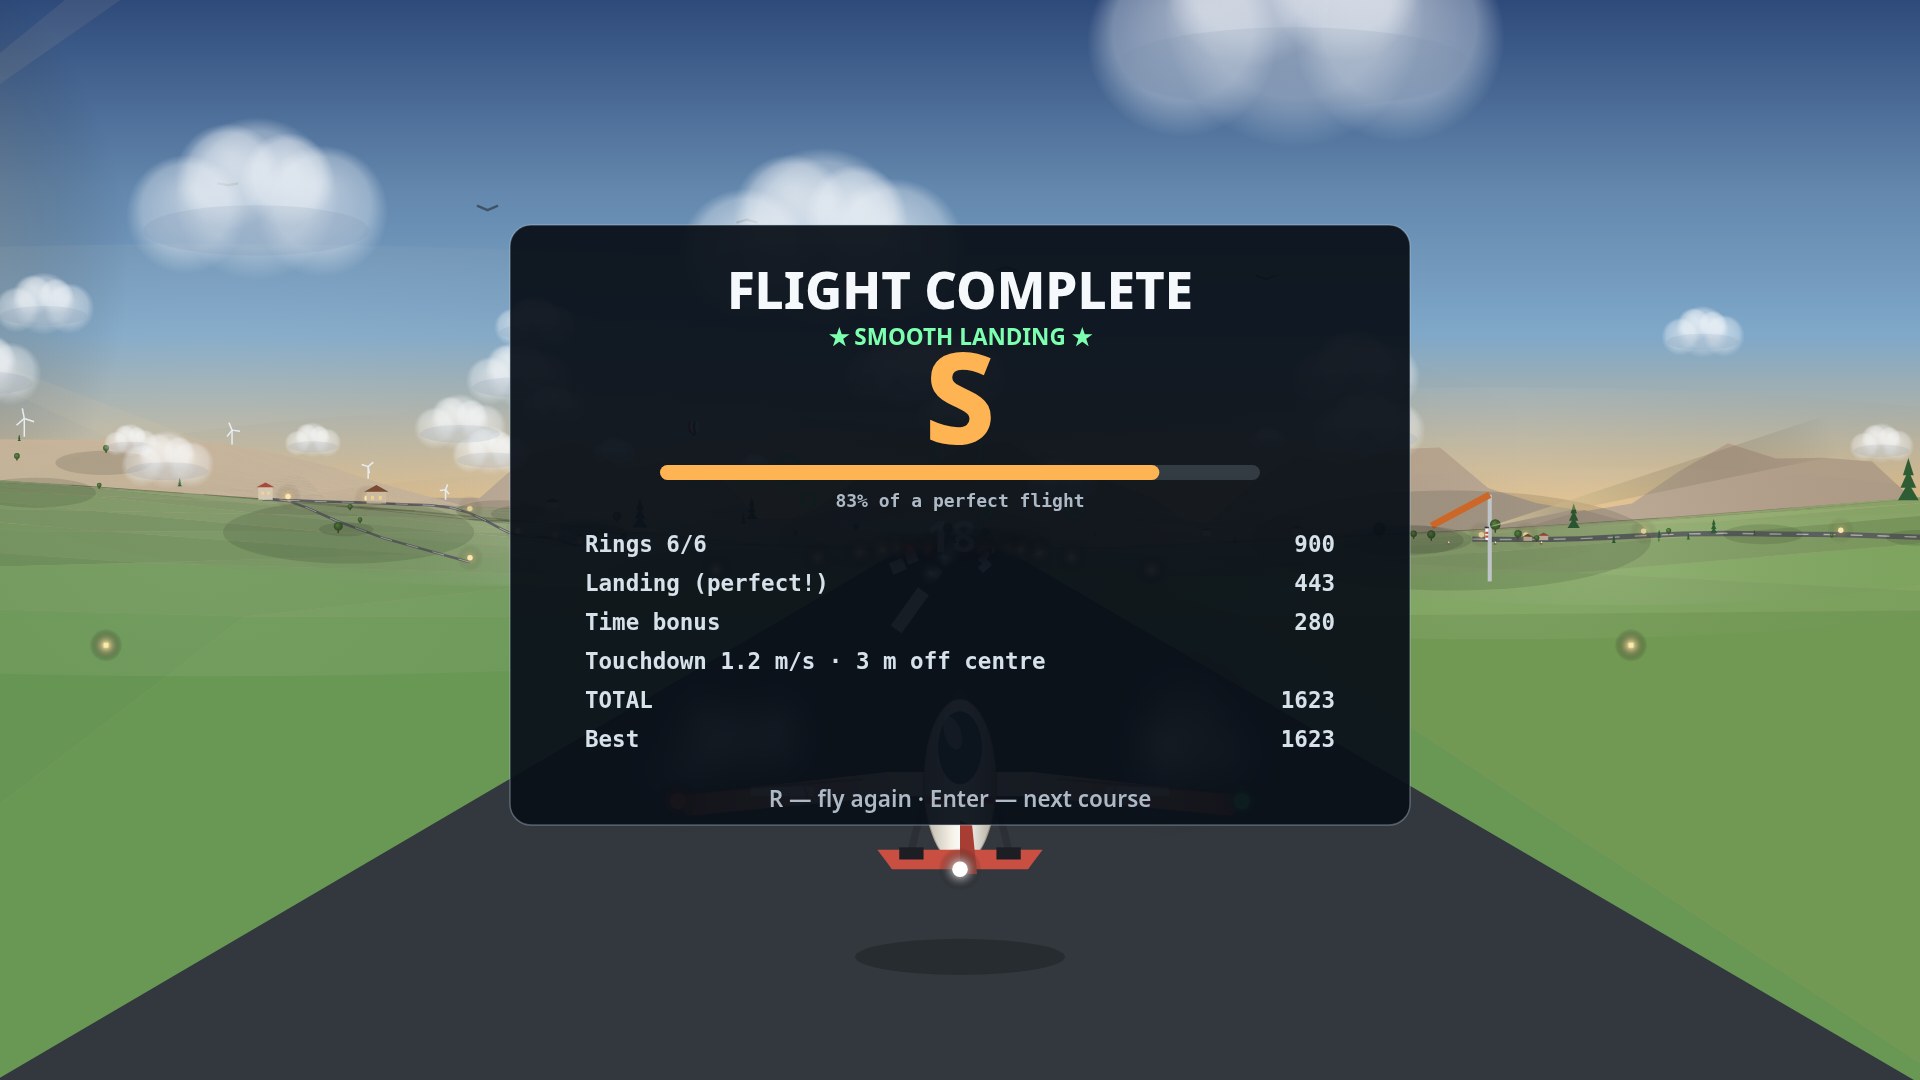 FLIGHT COMPLETE
★ SMOOTH LANDING ★
S
83% of a perfect flight
18
Rings 6/6 900
Landing (perfect!) 443
Time bonus 280
Touchdown 1.2 m/s · 3 m off centre
TOTAL 1623
Best 1623
R — fly again · Enter — next course